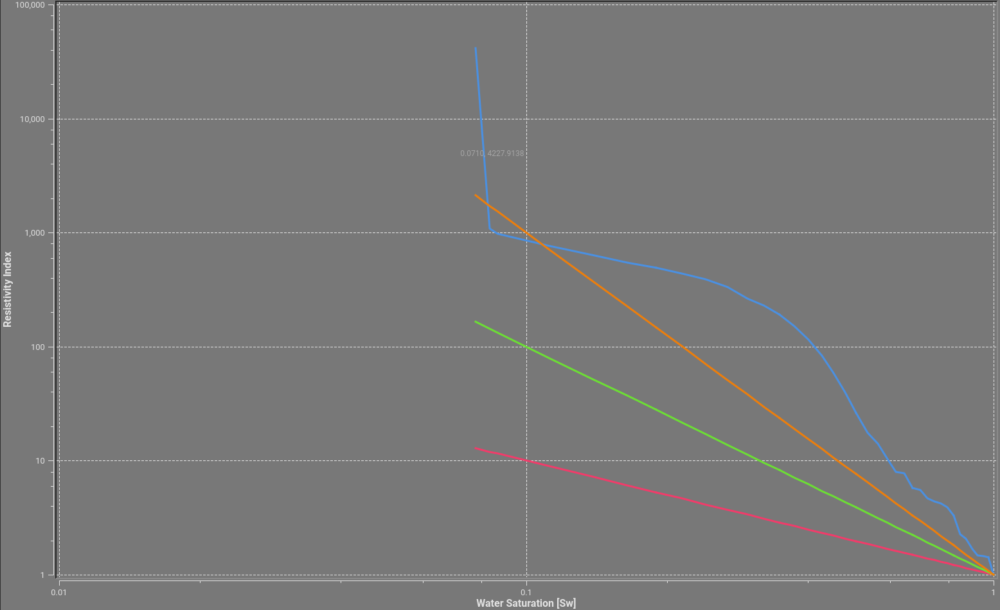 100,000
10,000
0.0710, 4227.9138
1,000
Resistivity Index
100
10
1
0.01 0.1 1
Water Saturation [Sw]